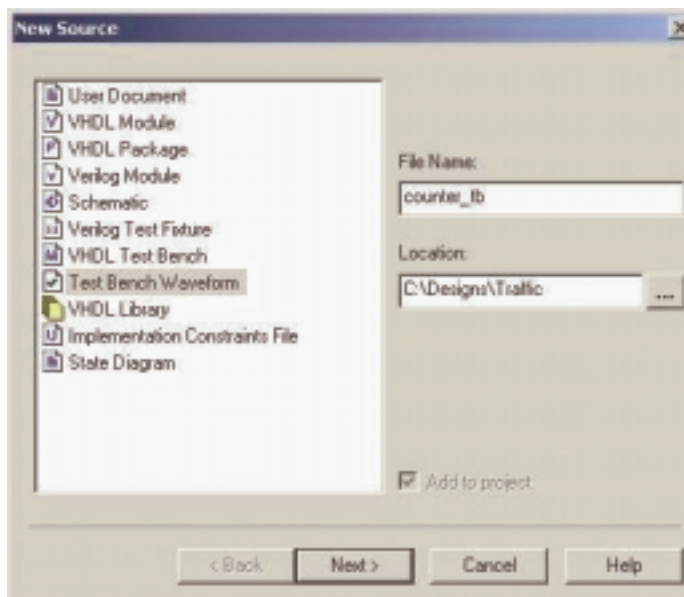 New Source
User Document
VHDL Module
VHDL Package
Verilog Module
Schematic
Verilog Test Fixture
VHDL Test Bench
Test Bench Waveform
VHDL Library
Implementation Constraints File
State Diagram
File Name:
counter_tb
Location:
C:\Designs\Traffic
...
Add to project
< Back
Next >
Cancel
Help